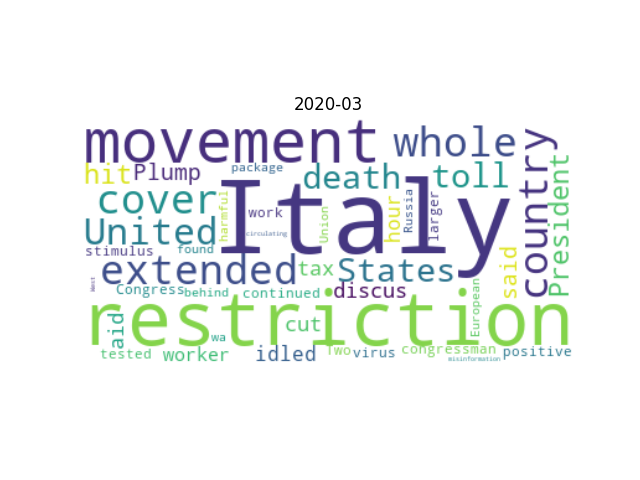 2020-03
movement whole
hit Plump package death toll
cover Italy country
United harmful work Union hour Russia larger President
circulating
stimulus found said
extended tax States
West Congress behind continued discus European
restriction
aid cut
wa
tested worker idled Two virus congressman positive
misinformation